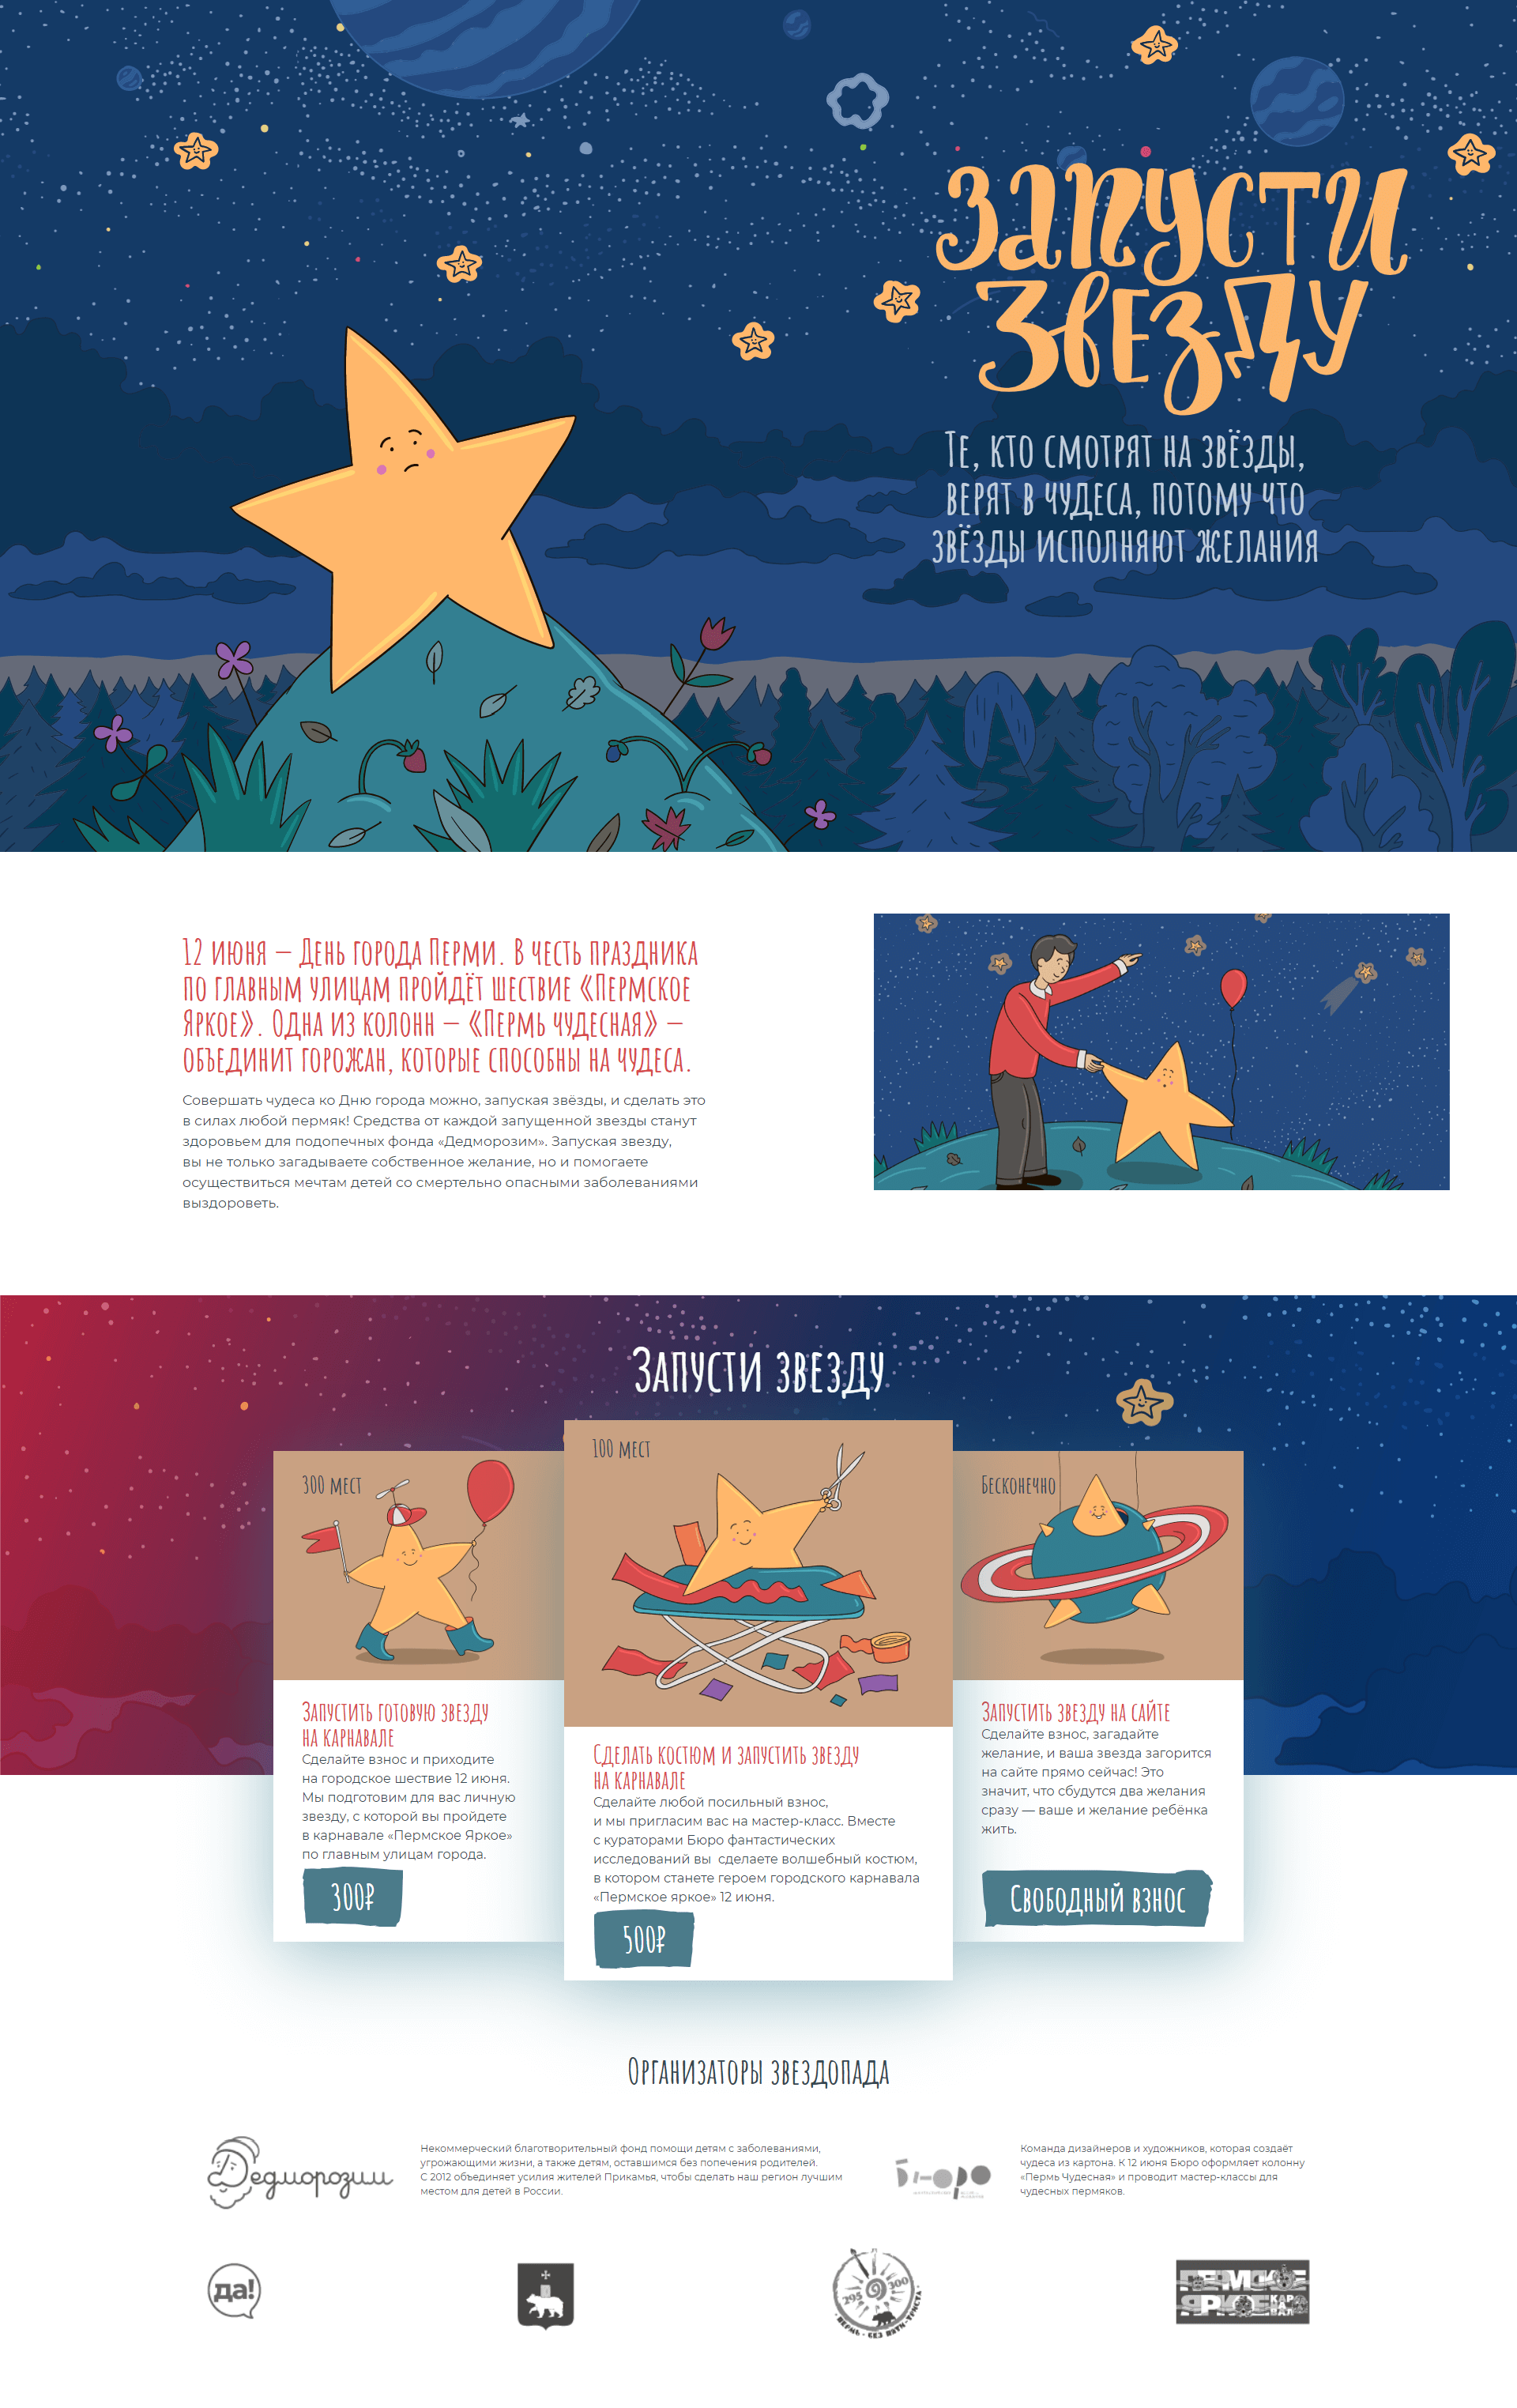 Запусти
звезду
Те, кто смотрят на звёзды,
верят в чудеса, потому что
звёзды исполняют желания
12 июня – День города Перми. В честь праздника
по главным улицам пройдёт шествие «Пермское
Яркое». Одна из колонн – «Пермь чудесная» –
объединит горожан, которые способны на чудеса.
Совершать чудеса ко Дню города можно, запуская звёзды, и сделать это
в силах любой пермяк! Средства от каждой запущенной звезды станут
здоровьем для подопечных фонда «Дедморозим». Запуская звезду,
вы не только загадываете собственное желание, но и помогаете
осуществиться мечтам детей со смертельно опасными заболеваниями
выздороветь.
Запусти звезду
300 мест
Запустить готовую звезду
на карнавале
Сделайте взнос и приходите
на городское шествие 12 июня.
Мы подготовим для вас личную
звезду, с которой вы пройдете
в карнавале «Пермское Яркое»
по главным улицам города.
300₽
100 мест
Сделать костюм и запустить звезду
на карнавале
Сделайте любой посильный взнос,
и мы пригласим вас на мастер-класс. Вместе
с кураторами Бюро фантастических
исследований вы сделаете волшебный костюм,
в котором станете героем городского карнавала
«Пермское яркое» 12 июня.
500₽
Бесконечно
Запустить звезду на сайте
Сделайте взнос, загадайте
желание, и ваша звезда загорится
на сайте прямо сейчас! Это
значит, что сбудутся два желания
сразу — ваше и желание ребёнка
жить.
Свободный взнос
Организаторы звездопада
Дедморозим
Некоммерческий благотворительный фонд помощи детям с заболеваниями,
угрожающими жизни, а также детям, оставшимся без попечения родителей.
С 2012 объединяет усилия жителей Прикамья, чтобы сделать наш регион лучшим
местом для детей в России.
Бюро
Команда дизайнеров и художников, которая создаёт
чудеса из картона. К 12 июня Бюро оформляет колонну
«Пермь Чудесная» и проводит мастер-классы для
чудесных пермяков.
да!
295 300
ПЕРМЬ · БЕЗ ПЯТИ · ТРИСТА
ПЕРМСКОЕ
ЯРКОЕ
КАР
НА
ВАЛ